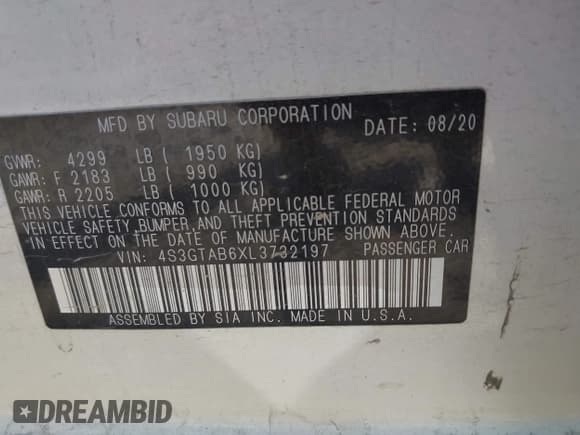 MFD BY SUBARU CORPORATION
DATE: 08/20
GVWR: 4299 LB ( 1950 KG)
GAWR: F 2183 LB ( 990 KG)
GAWR: R 2205 LB ( 1000 KG)
THIS VEHICLE CONFORMS TO ALL APPLICABLE FEDERAL MOTOR
VEHICLE SAFETY, BUMPER, AND THEFT PREVENTION STANDARDS
IN EFFECT ON THE DATE OF MANUFACTURE SHOWN ABOVE.
VIN: 4S3GTAB6XL3732197 PASSENGER CAR
ASSEMBLED BY SIA INC. MADE IN U.S.A.
DREAMBID